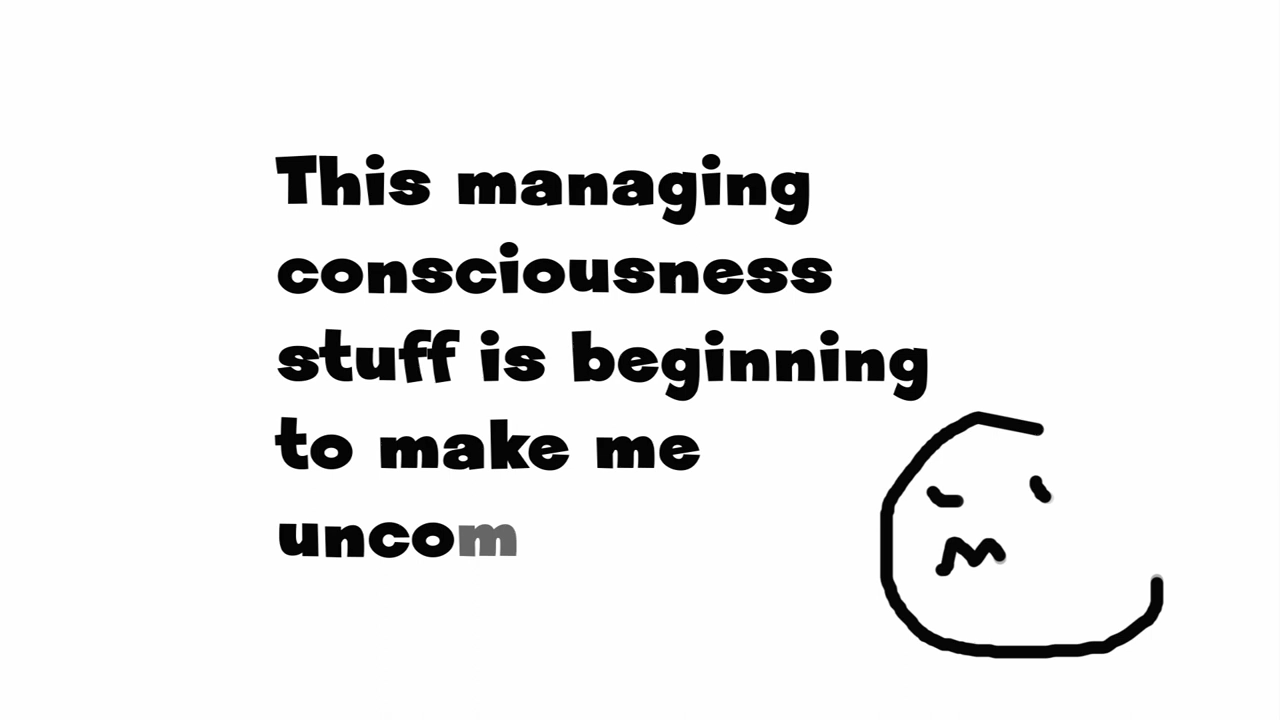 This managing
consciousness
stuff is beginning
to make me
uncom